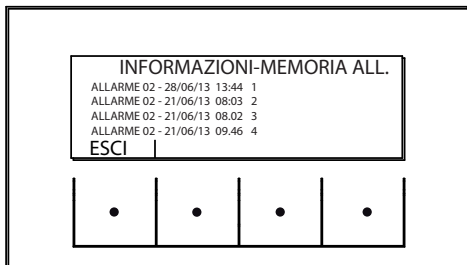 INFORMAZIONI-MEMORIA ALL.
ALLARME 02 - 28/06/13 13:44 1
ALLARME 02 - 21/06/13 08:03 2
ALLARME 02 - 21/06/13 08.02 3
ALLARME 02 - 21/06/13 09.46 4
ESCI